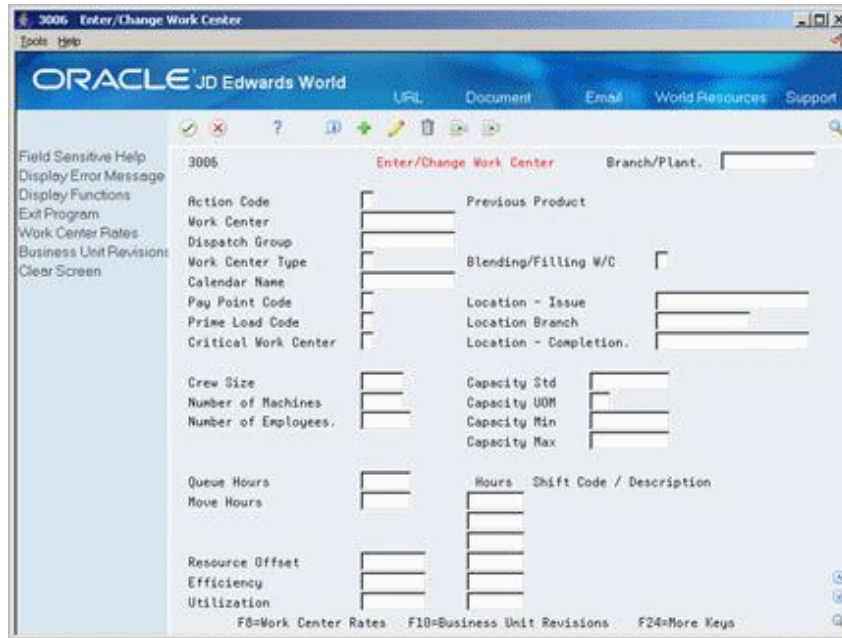 3006 Enter/Change Work Center
Tools Help
ORACLE JD Edwards World
URL Document Email World Resources Support
Field Sensitive Help
Display Error Message
Display Functions
Exit Program
Work Center Rates
Business Unit Revisions
Clear Screen
3006 Enter/Change Work Center Branch/Plant.
Action Code Previous Product
Work Center
Dispatch Group
Work Center Type Blending/Filling W/C
Calendar Name
Pay Point Code Location - Issue
Prime Load Code Location Branch
Critical Work Center Location - Completion.
Crew Size Capacity Std
Number of Machines Capacity UOM
Number of Employees. Capacity Min
Capacity Max
Queue Hours Hours Shift Code / Description
Move Hours
Resource Offset
Efficiency
Utilization
F8=Work Center Rates F10=Business Unit Revisions F24=More Keys